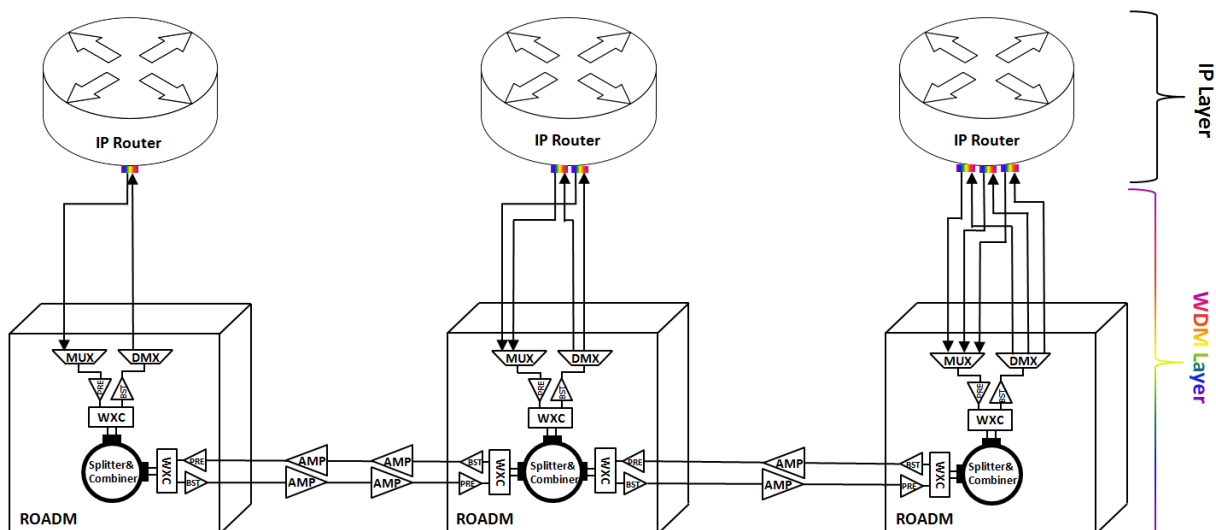 IP Router
IP Router
IP Router
IP Layer
WDM Layer
MUX
DMX
MUX
DMX
MUX
DMX
PRE
BST
PRE
BST
PRE
BST
WXC
WXC
WXC
Splitter&
Combiner
WXC
PRE
BST
AMP
AMP
AMP
AMP
BST
PRE
WXC
Splitter&
Combiner
WXC
PRE
BST
AMP
AMP
BST
PRE
WXC
Splitter&
Combiner
ROADM
ROADM
ROADM